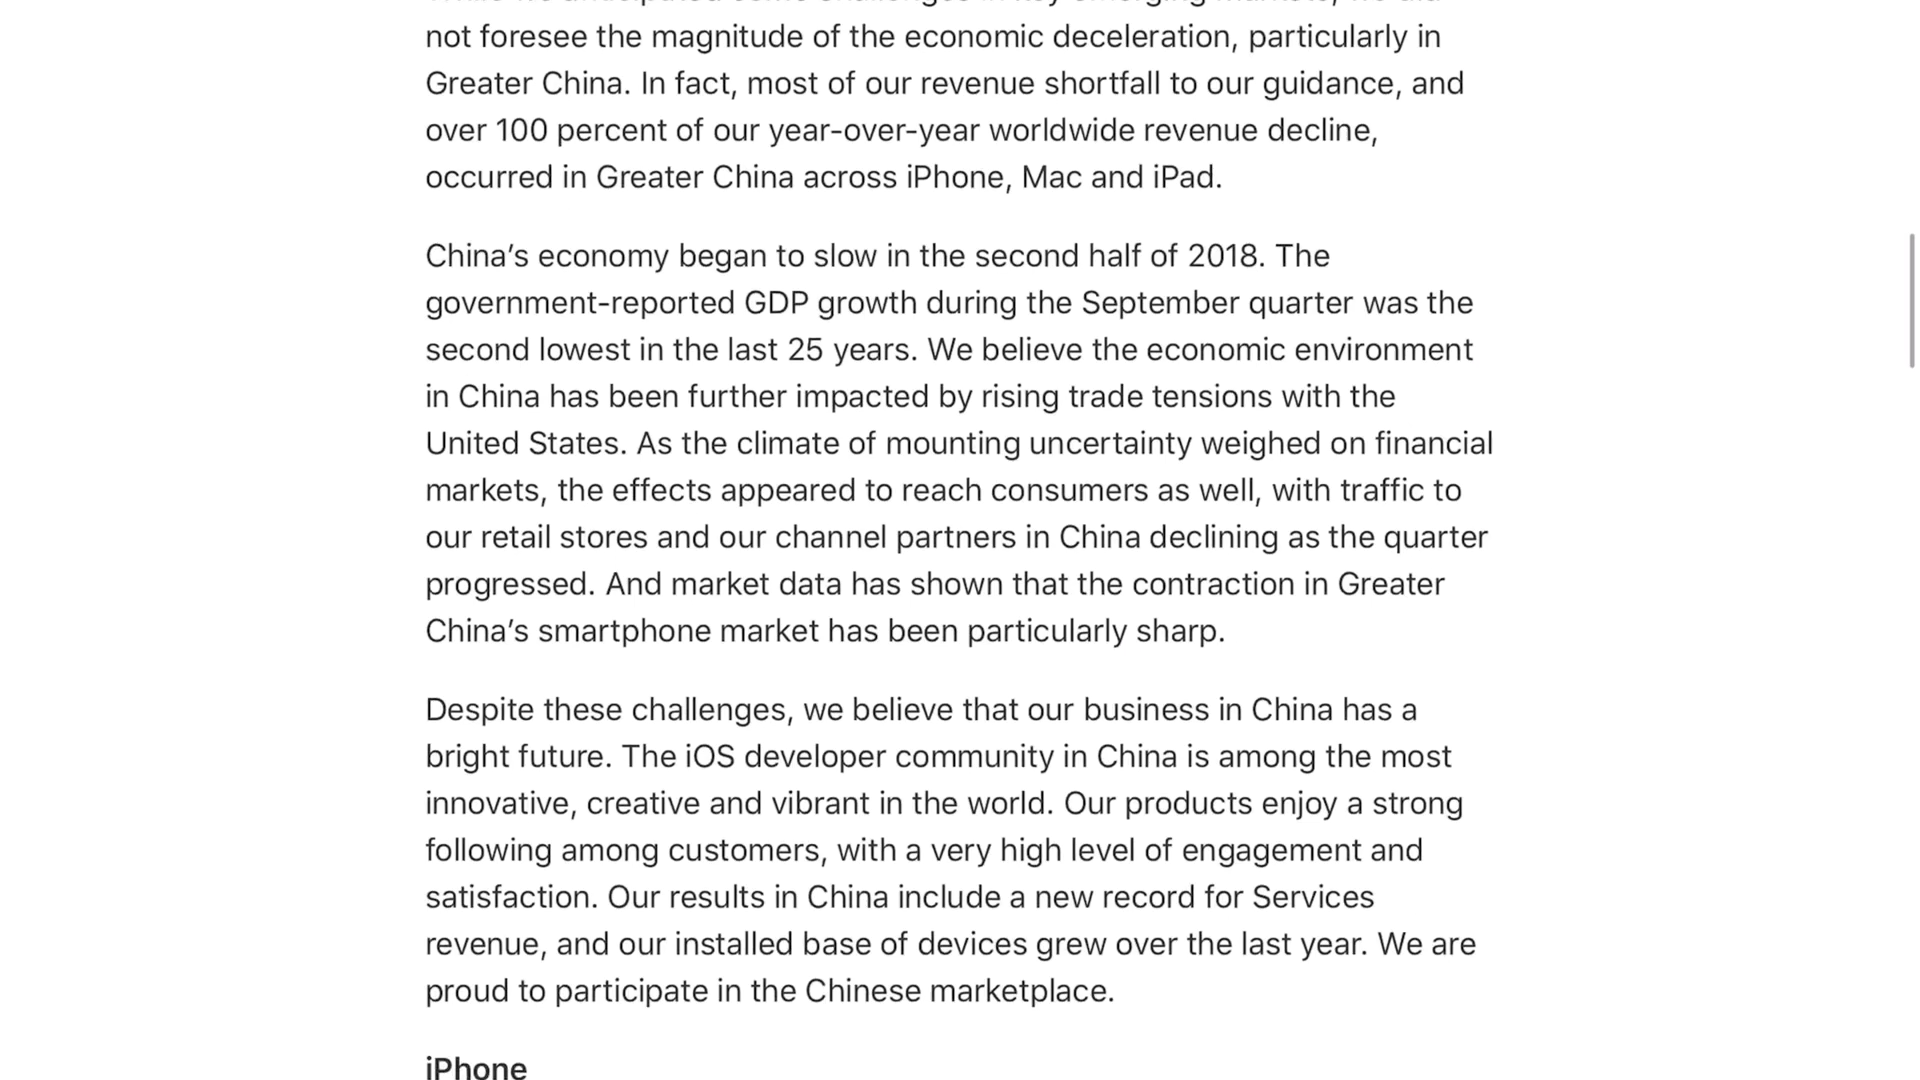 not foresee the magnitude of the economic deceleration, particularly in
Greater China. In fact, most of our revenue shortfall to our guidance, and
over 100 percent of our year-over-year worldwide revenue decline,
occurred in Greater China across iPhone, Mac and iPad.
China’s economy began to slow in the second half of 2018. The
government-reported GDP growth during the September quarter was the
second lowest in the last 25 years. We believe the economic environment
in China has been further impacted by rising trade tensions with the
United States. As the climate of mounting uncertainty weighed on financial
markets, the effects appeared to reach consumers as well, with traffic to
our retail stores and our channel partners in China declining as the quarter
progressed. And market data has shown that the contraction in Greater
China’s smartphone market has been particularly sharp.
Despite these challenges, we believe that our business in China has a
bright future. The iOS developer community in China is among the most
innovative, creative and vibrant in the world. Our products enjoy a strong
following among customers, with a very high level of engagement and
satisfaction. Our results in China include a new record for Services
revenue, and our installed base of devices grew over the last year. We are
proud to participate in the Chinese marketplace.
iPhone